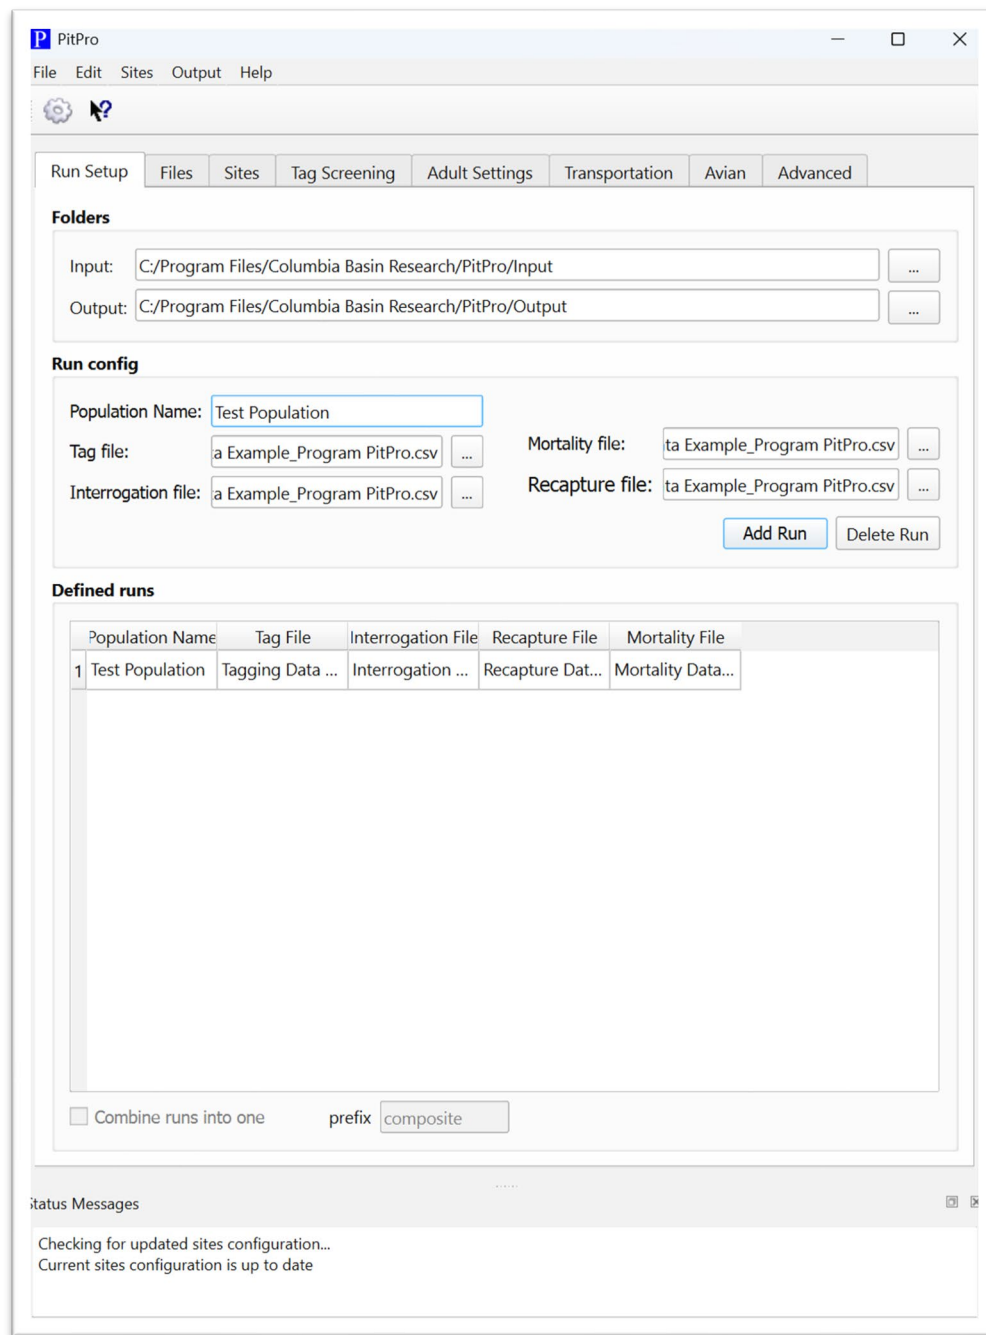 P PitPro
File Edit Sites Output Help
?
Run Setup Files Sites Tag Screening Adult Settings Transportation Avian Advanced
Folders
Input: C:/Program Files/Columbia Basin Research/PitPro/Input ...
Output: C:/Program Files/Columbia Basin Research/PitPro/Output ...
Run config
Population Name: Test Population
Tag file: a Example_Program PitPro.csv ... Mortality file: ta Example_Program PitPro.csv ...
Interrogation file: a Example_Program PitPro.csv ... Recapture file: ta Example_Program PitPro.csv ...
Add Run Delete Run
Defined runs
Population Name Tag File Interrogation File Recapture File Mortality File
1 Test Population Tagging Data ... Interrogation ... Recapture Dat... Mortality Data...
Combine runs into one prefix composite
Status Messages
Checking for updated sites configuration...
Current sites configuration is up to date